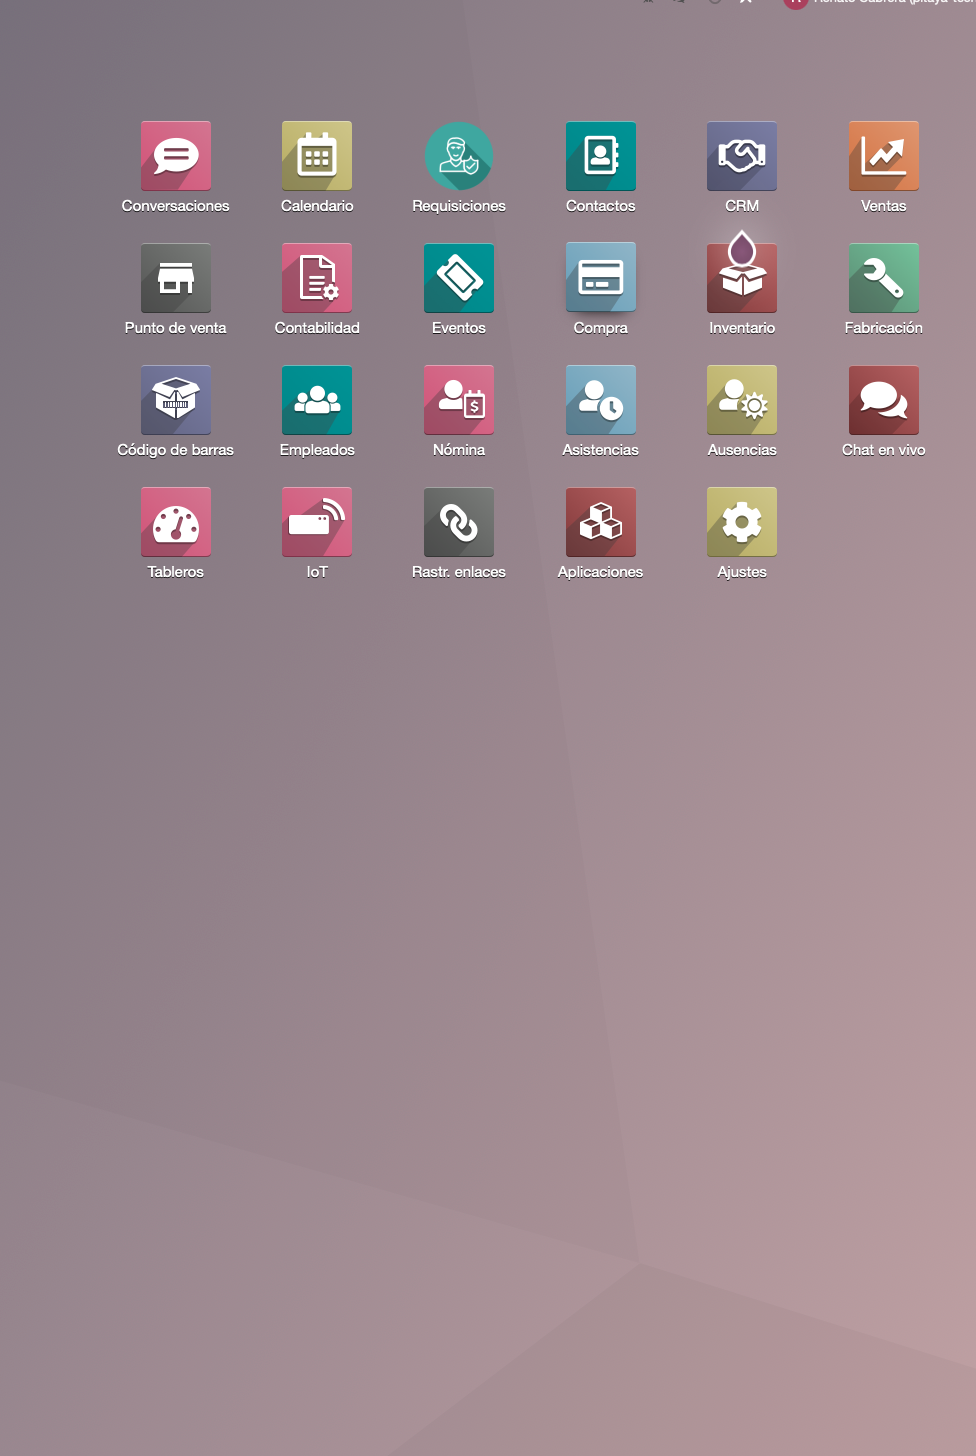 Conversaciones
Calendario
Requisiciones
Contactos
CRM
Ventas
Punto de venta
Contabilidad
Eventos
Compra
Inventario
Fabricación
Código de barras
Empleados
Nómina
Asistencias
Ausencias
Chat en vivo
Tableros
IoT
Rastr. enlaces
Aplicaciones
Ajustes